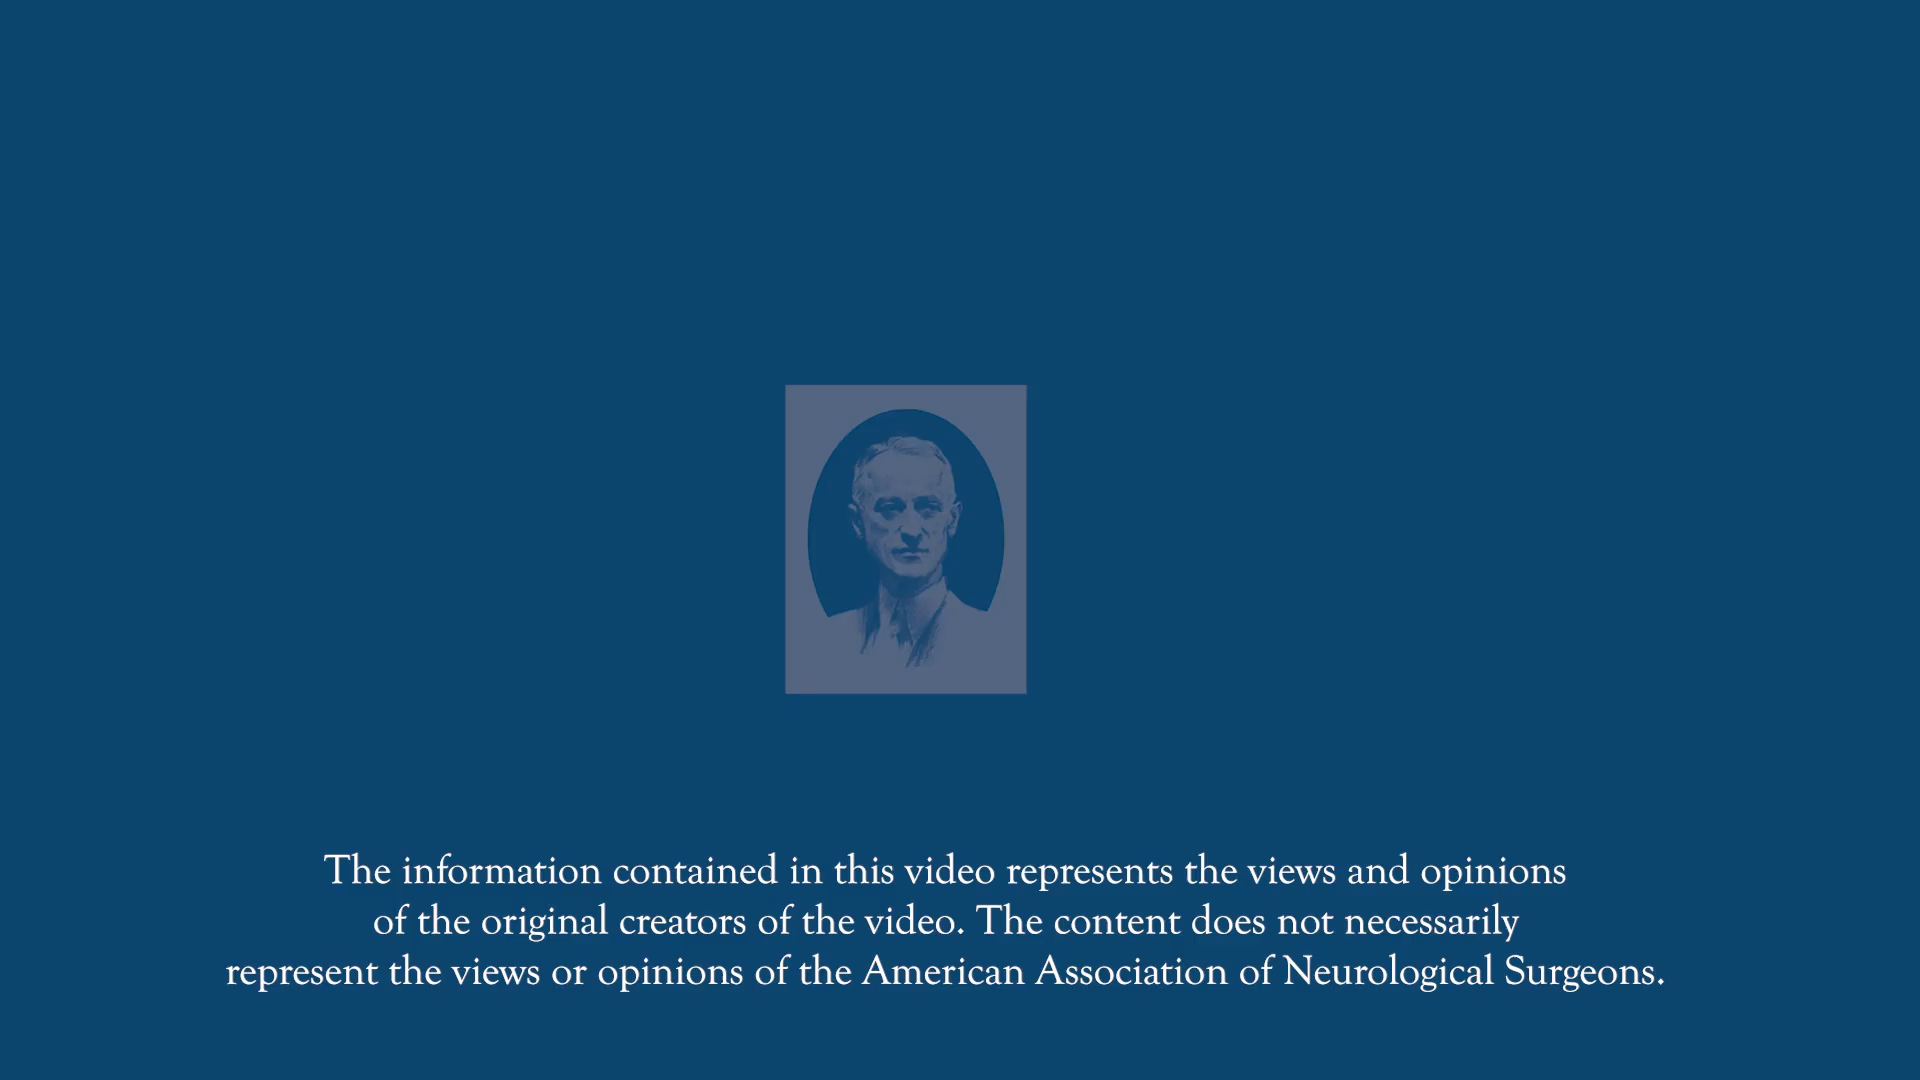 The information contained in this video represents the views and opinions
of the original creators of the video. The content does not necessarily
represent the views or opinions of the American Association of Neurological Surgeons.